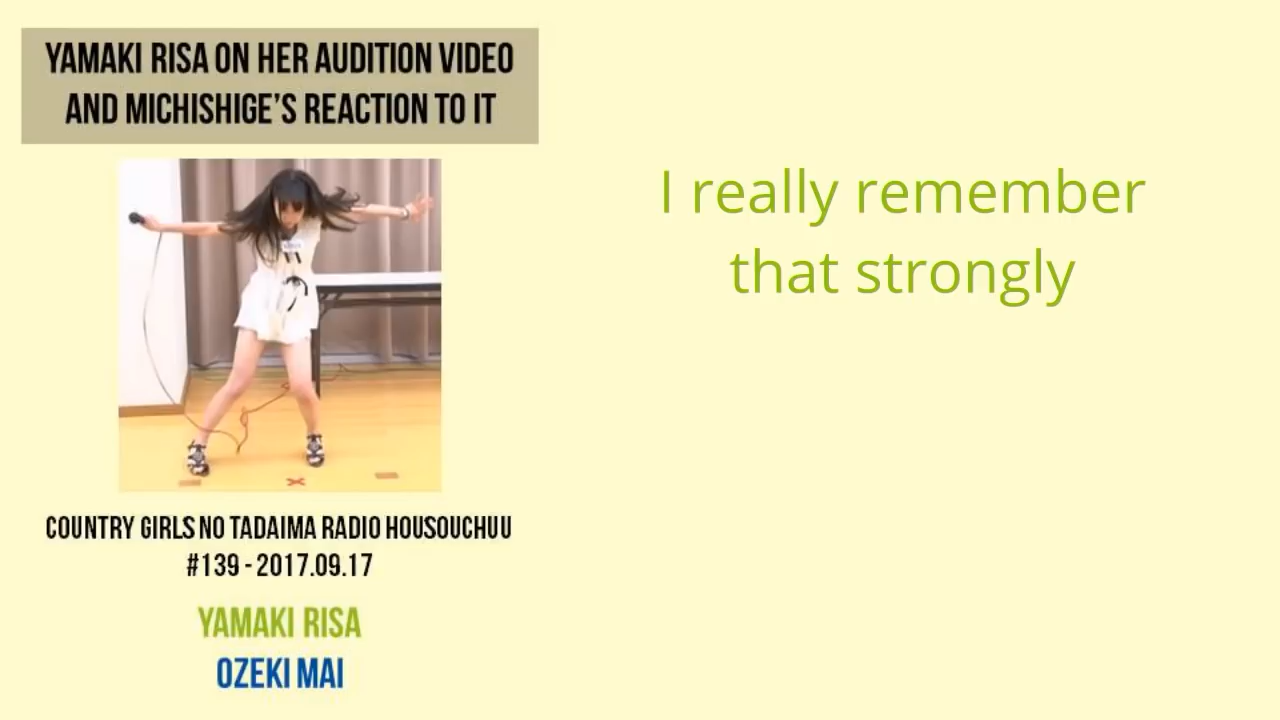 YAMAKI RISA ON HER AUDITION VIDEO
AND MICHISHIGE'S REACTION TO IT
I really remember
that strongly
COUNTRY GIRLS NO TADAIMA RADIO HOUSOUCHUU
#139 - 2017.09.17
YAMAKI RISA
OZEKI MAI